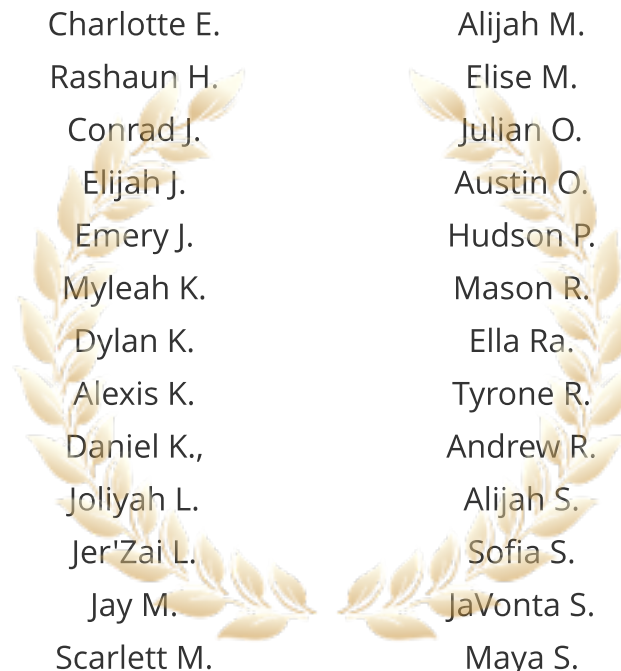 Charlotte E.
Rashaun H.
Conrad J.
Elijah J.
Emery J.
Myleah K.
Dylan K.
Alexis K.
Daniel K.,
Joliyah L.
Jer'Zai L.
Jay M.
Scarlett M.
Alijah M.
Elise M.
Julian O.
Austin O.
Hudson P.
Mason R.
Ella Ra.
Tyrone R.
Andrew R.
Alijah S.
Sofia S.
JaVonta S.
Maya S.